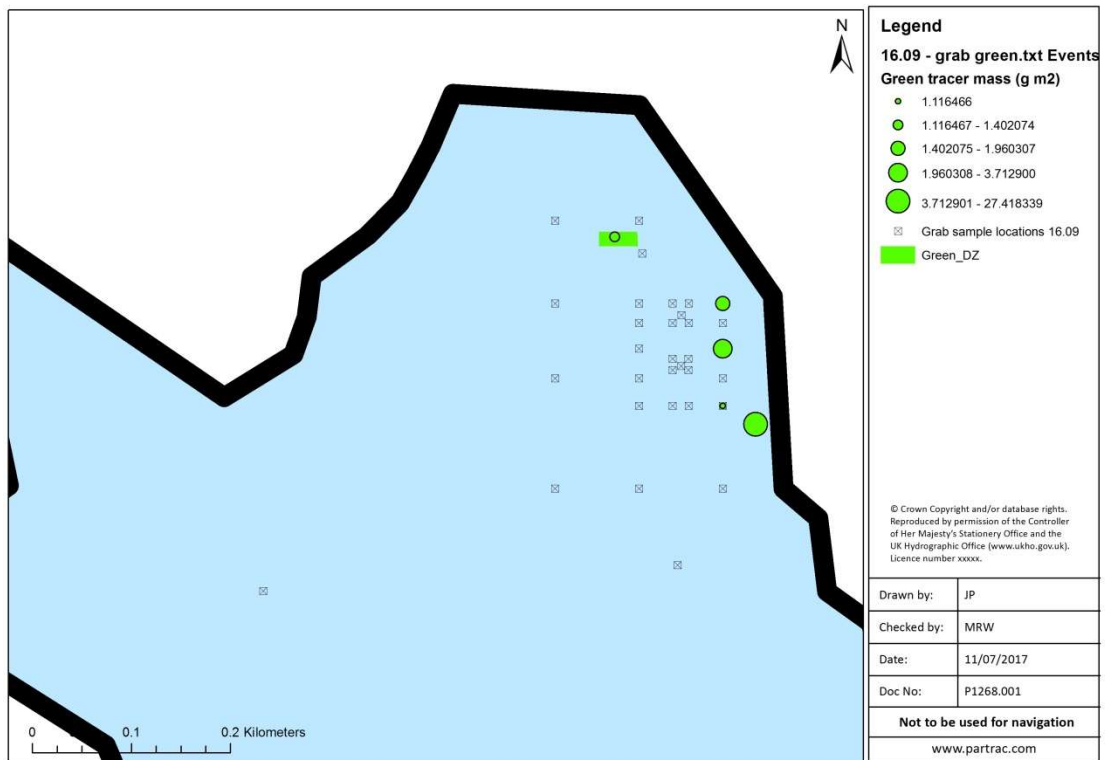 N
0 0.1 0.2 Kilometers
Legend
16.09 - grab green.txt Events
Green tracer mass (g m2)
1.116466
1.116467 - 1.402074
1.402075 - 1.960307
1.960308 - 3.712900
3.712901 - 27.418339
Grab sample locations 16.09
Green_DZ
© Crown Copyright and/or database rights.
Reproduced by permission of the Controller
of Her Majesty's Stationery Office and the
UK Hydrographic Office (www.ukho.gov.uk).
Licence number xxxxx.
Drawn by: JP
Checked by: MRW
Date: 11/07/2017
Doc No: P1268.001
Not to be used for navigation
www.partrac.com